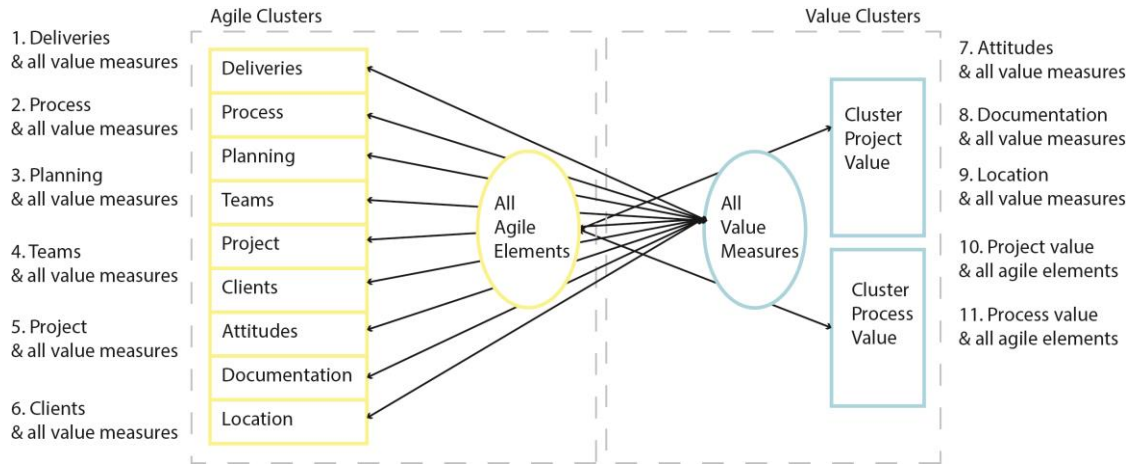 Agile Clusters
Value Clusters
1. Deliveries
& all value measures
2. Process
& all value measures
3. Planning
& all value measures
4. Teams
& all value measures
5. Project
& all value measures
6. Clients
& all value measures
Deliveries
Process
Planning
Teams
Project
Clients
Attitudes
Documentation
Location
All
Agile
Elements
All
Value
Measures
Cluster
Project
Value
Cluster
Process
Value
7. Attitudes
& all value measures
8. Documentation
& all value measures
9. Location
& all value measures
10. Project value
& all agile elements
11. Process value
& all agile elements